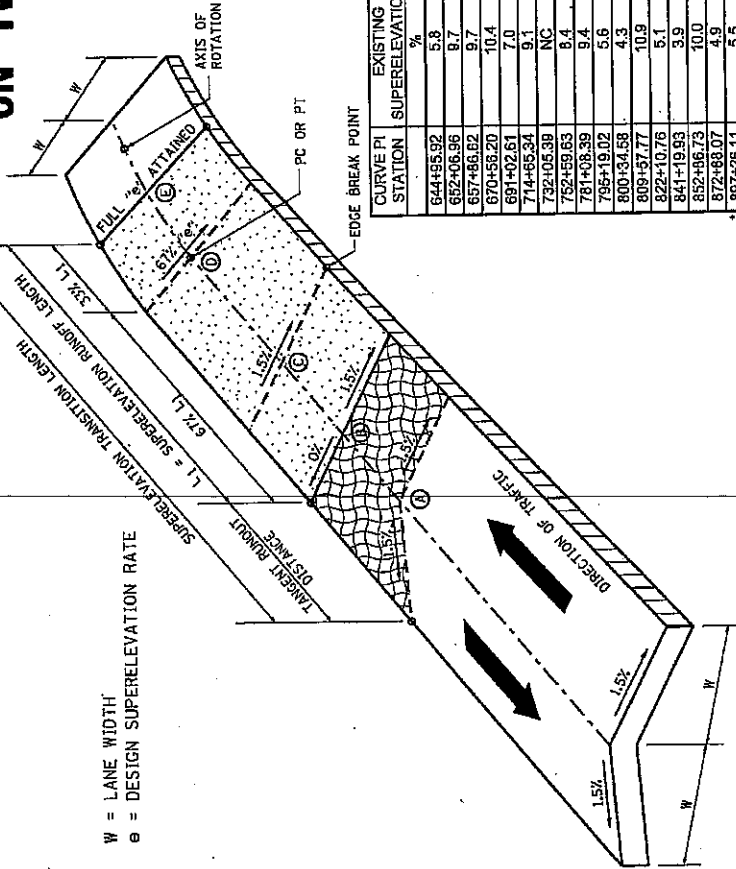 W = LANE WIDTH
e = DESIGN SUPERELEVATION RATE
SUPERELEVATION TRANSITION LENGTH
L1 = SUPERELEVATION RUNOFF LENGTH
TANGENT RUNOUT
DISTANCE
67% L1
33% L1
W
W
AXIS OF
ROTATION
FULL "e" ATTAINED
E
67% "e"
D
PC OR PT
EDGE BREAK POINT
1.5%
C
0%
1.5%
B
1.5%
1.5%
A
DIRECTION OF TRAFFIC
1.5%
1.5%
W
W
CURVE PI
STATION
EXISTING
%
644+95.92 5.8
652+06.96 9.7
657+86.62 9.7
670+58.20 10.4
691+02.61 7.0
714+65.34 9.1
732+05.39 NC
752+59.63 8.4
781+08.39 9.4
795+19.02 5.6
800+34.58 4.3
809+57.77 10.9
822+10.76 5.1
841+19.93 3.9
852+86.73 10.0
872+88.07 4.9